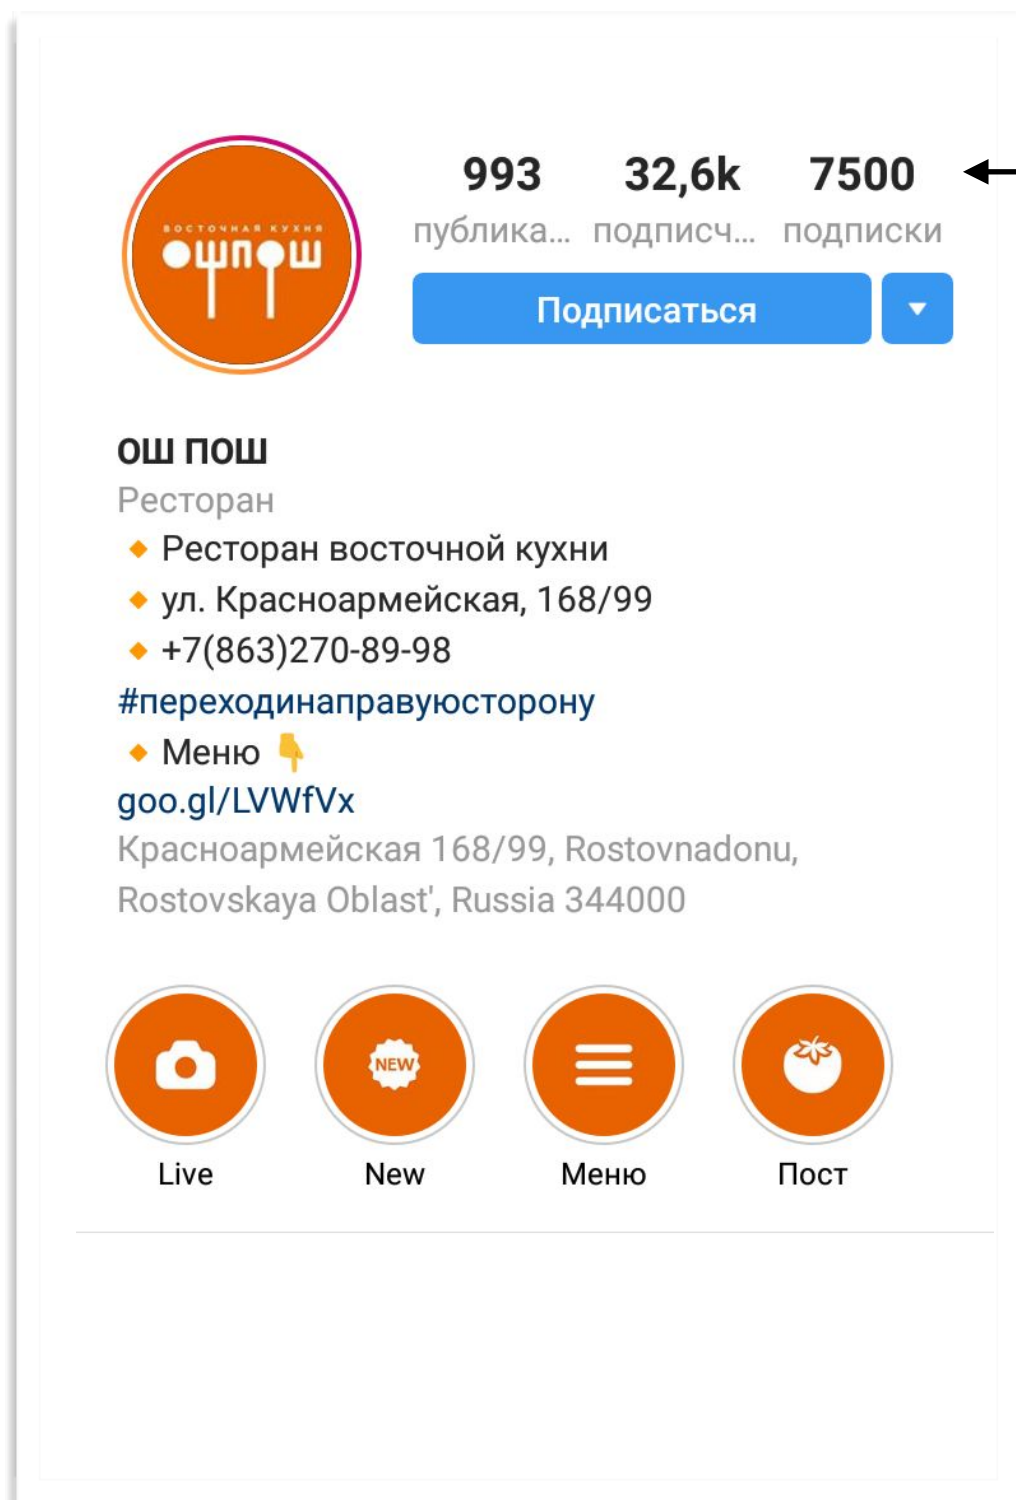 993 32,6k 7500
публика... подписч... подписки
Подписаться
ВОСТОЧНАЯ КУХНЯ
ОШПОШ
ОШ ПОШ
Ресторан
🔸 Ресторан восточной кухни
🔸 ул. Красноармейская, 168/99
🔸 +7(863)270-89-98
#переходинаправуюсторону
🔸 Меню 👇
goo.gl/LVWfVx
Красноармейская 168/99, Rostovnadonu,
Rostovskaya Oblast', Russia 344000
NEW
Live New Меню Пост